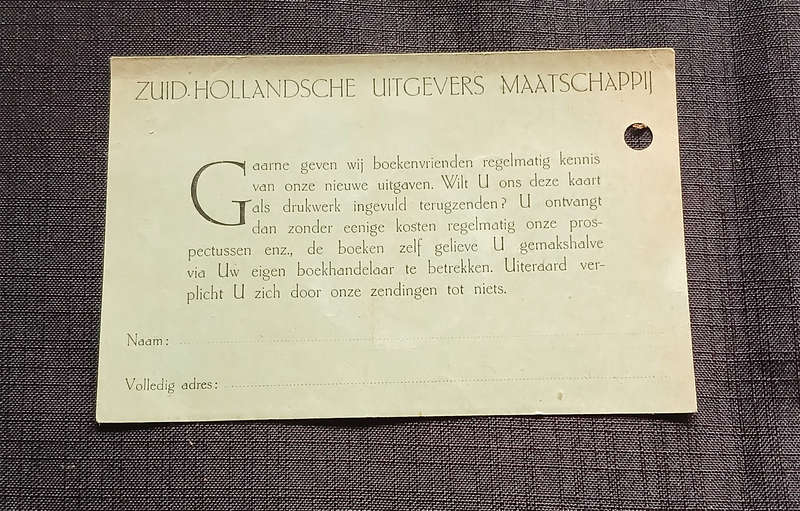 ZUID-HOLLANDSCHE UITGEVERS MAATSCHAPPIJ
Gaarne geven wij boekenvrienden regelmatig kennis
van onze nieuwe uitgaven. Wilt U ons deze kaart
als drukwerk ingevuld terugzenden? U ontvangt
dan zonder eenige kosten regelmatig onze pros-
pectussen enz., de boeken zelf gelieve U gemakshalve
via Uw eigen boekhandelaar te betrekken. Uiteraard ver-
plicht U zich door onze zendingen tot niets.
Naam:
Volledig adres: